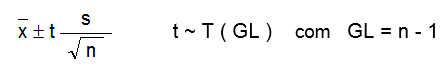 x̄ ± t s/√n    t ~ T ( GL )  com  GL = n - 1